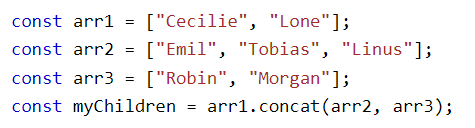 const arr1 = ["Cecilie", "Lone"];
const arr2 = ["Emil", "Tobias", "Linus"];
const arr3 = ["Robin", "Morgan"];
const myChildren = arr1.concat(arr2, arr3);